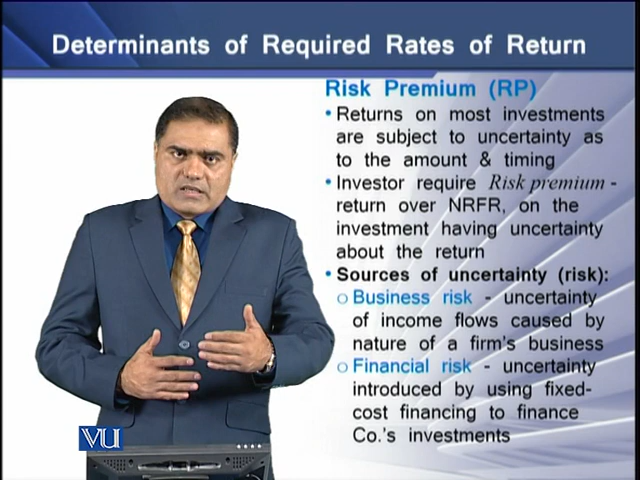 Determinants of Required Rates of Return
Risk Premium (RP)
• Returns on most investments
are subject to uncertainty as
to the amount & timing
• Investor require Risk premium -
return over NRFR, on the
investment having uncertainty
about the return
• Sources of uncertainty (risk):
o Business risk - uncertainty
of income flows caused by
nature of a firm's business
o Financial risk - uncertainty
introduced by using fixed-
cost financing to finance
Co.'s investments
VU